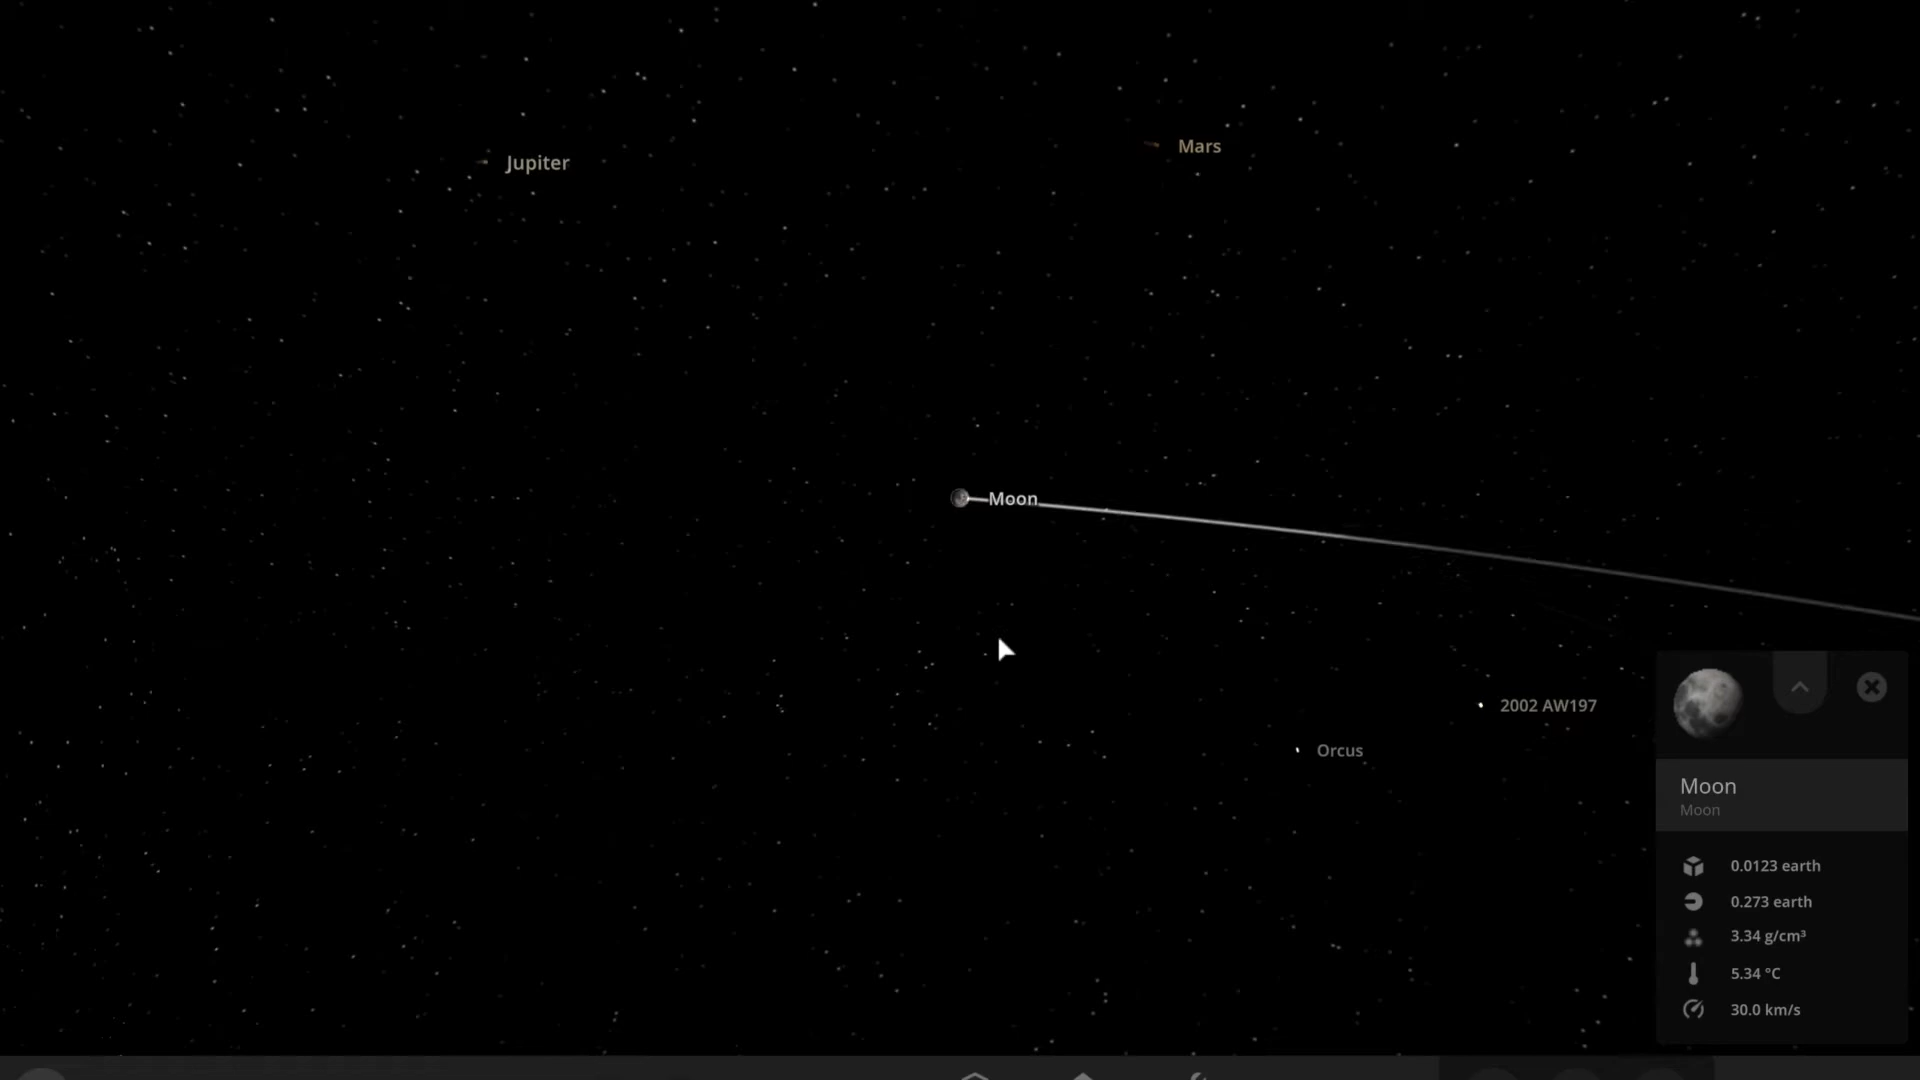 Mars
Jupiter
Moon
2002 AW197
Orcus
Moon
Moon
0.0123 earth
0.273 earth
3.34 g/cm³
5.34 °C
30.0 km/s